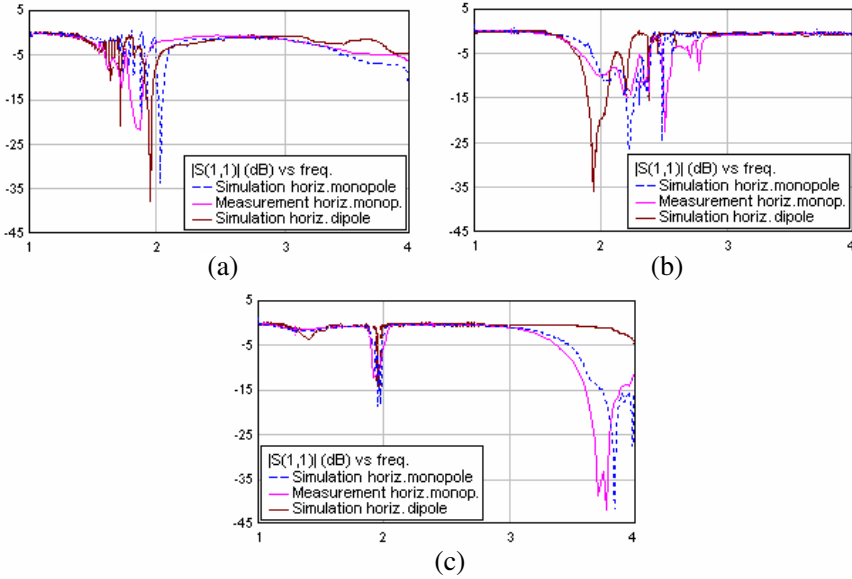 5
-5
-15
-25
-35
-45
|S(1,1)| (dB) vs freq.
Simulation horiz.monopole
Measurement horiz.monop.
Simulation horiz.dipole
1 2 3 4
(a)
5
-5
-15
-25
-35
-45
|S(1,1)| (dB) vs freq.
Simulation horiz.monopole
Measurement horiz.monop.
Simulation horiz.dipole
1 2 3 4
(b)
5
-5
-15
-25
-35
-45
|S(1,1)| (dB) vs freq.
Simulation horiz.monopole
Measurement horiz.monop.
Simulation horiz.dipole
1 2 3 4
(c)